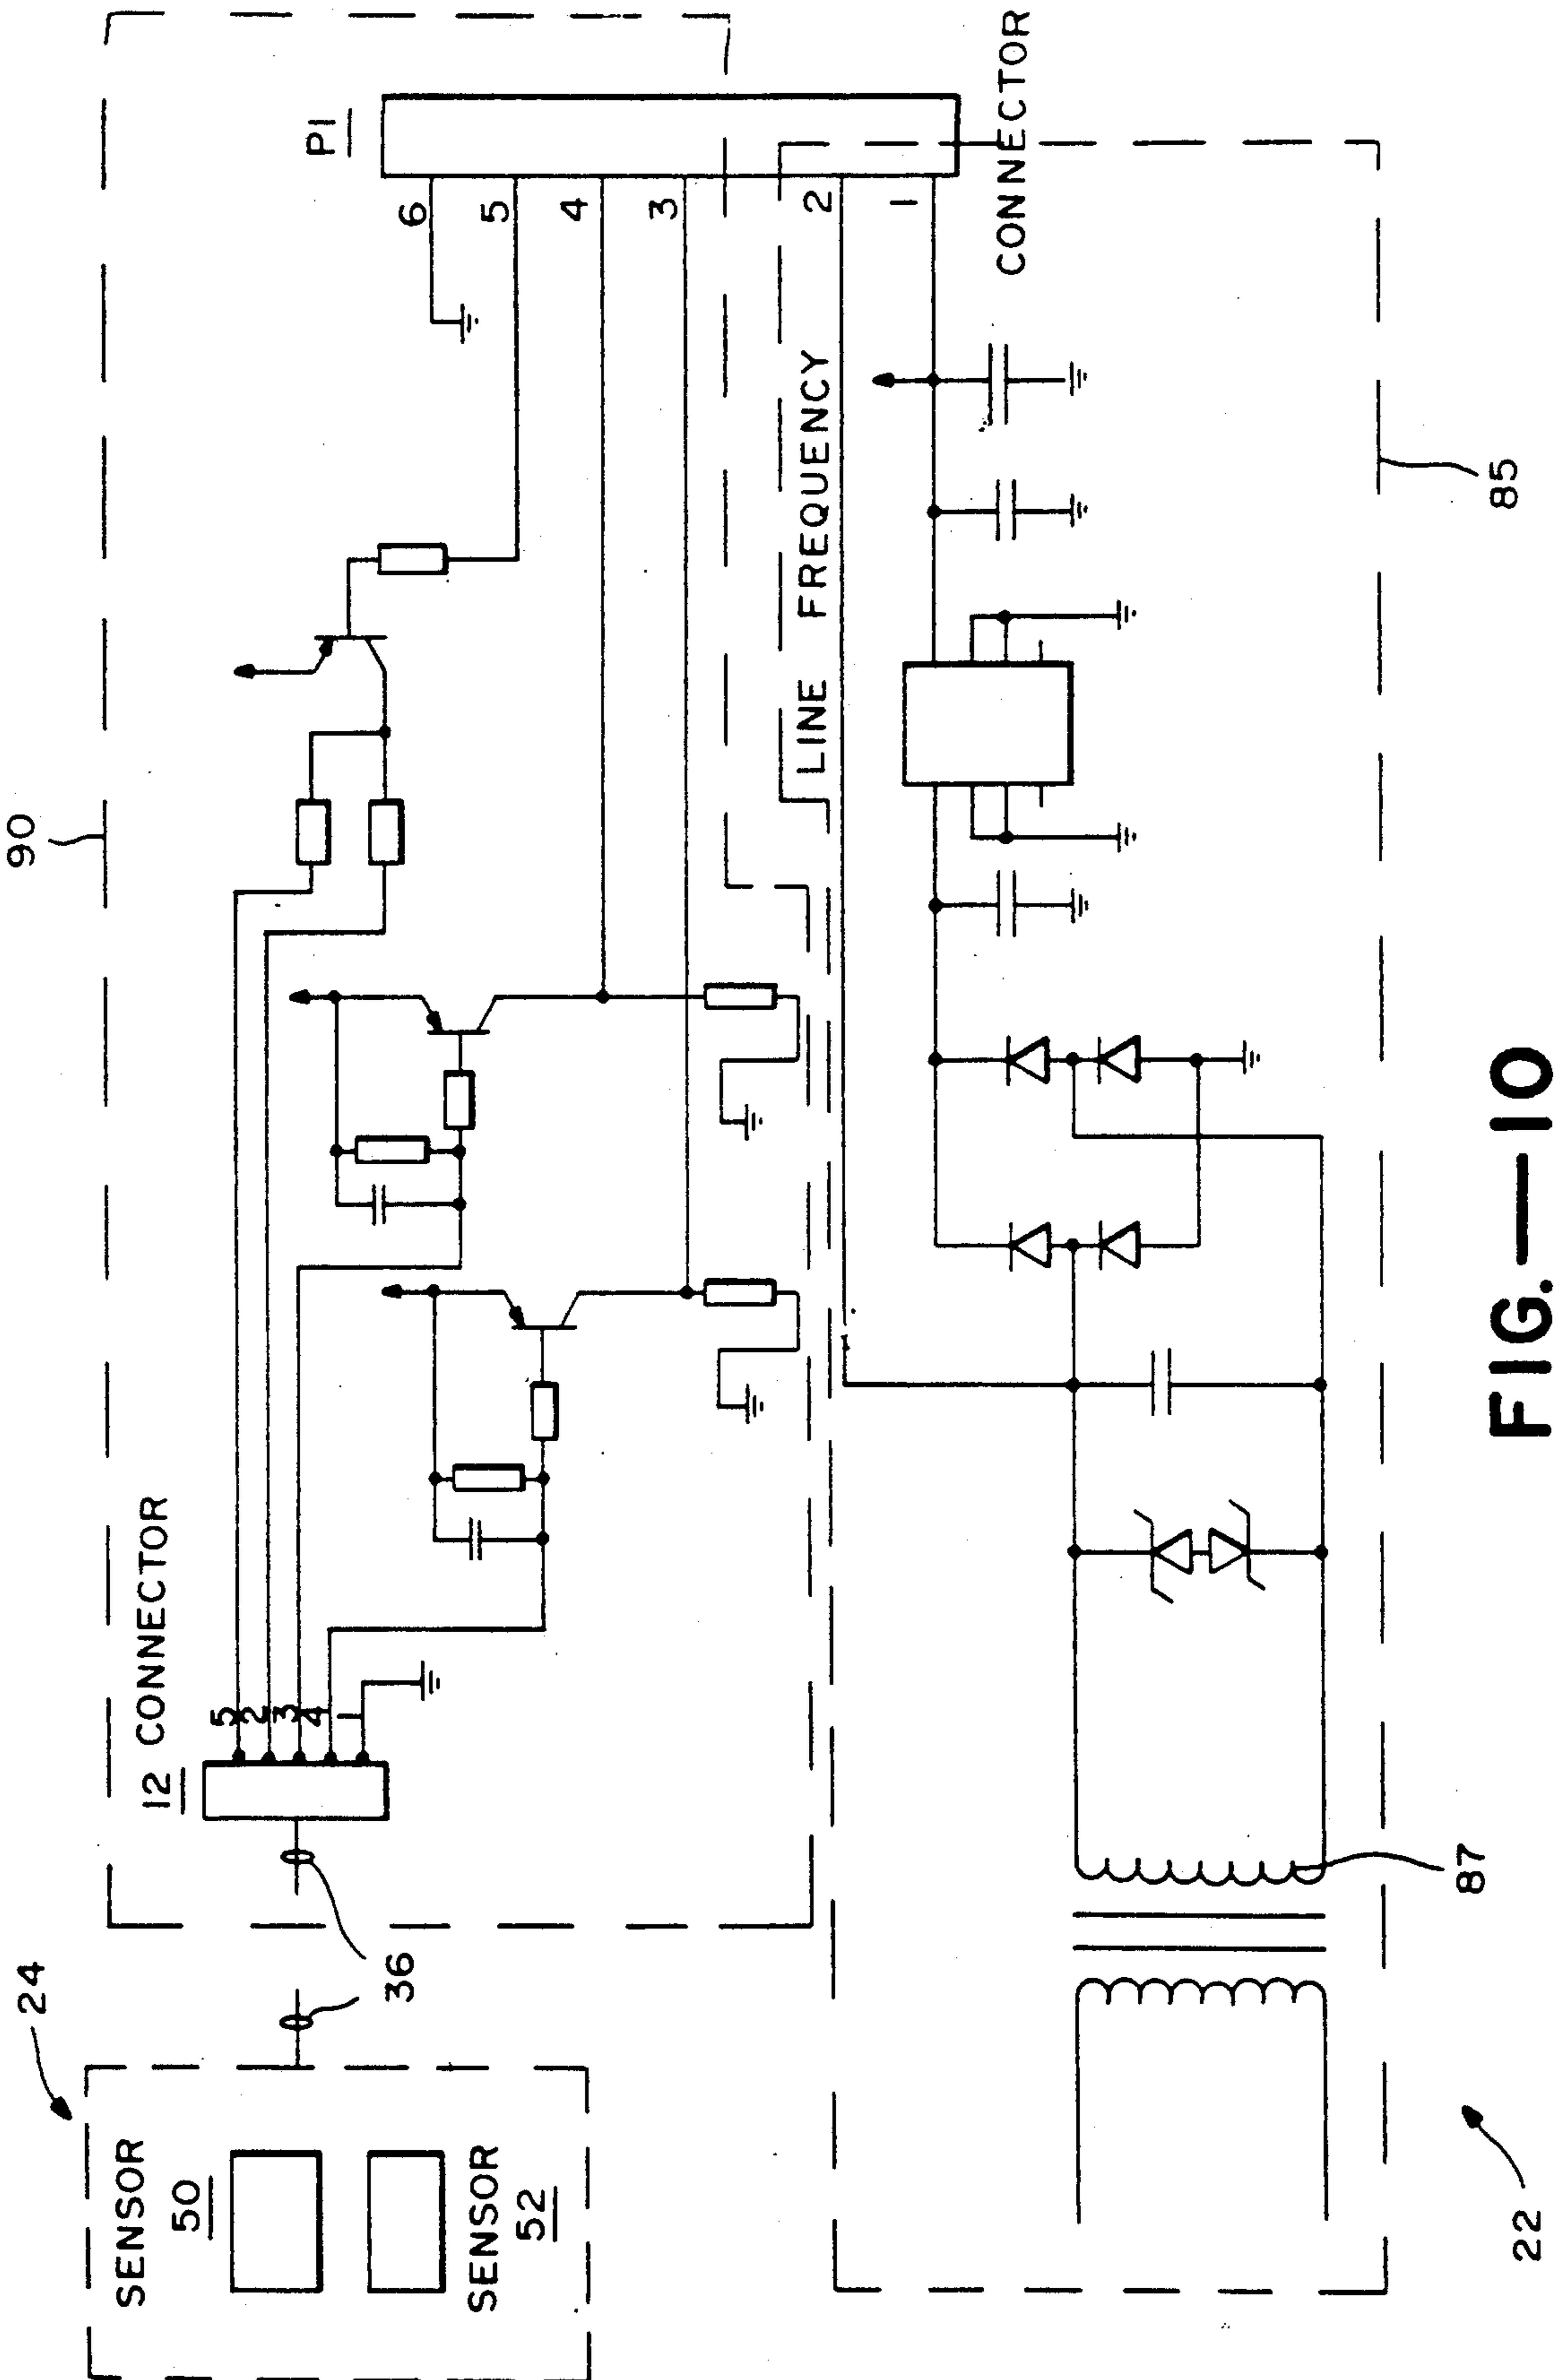 90
P1
6
5
4
3
2
1
CONNECTOR
LINE FREQUENCY
85
12 CONNECTOR
5
2
3
4
1
36
24
SENSOR
50
SENSOR
52
87
22
FIG.—10